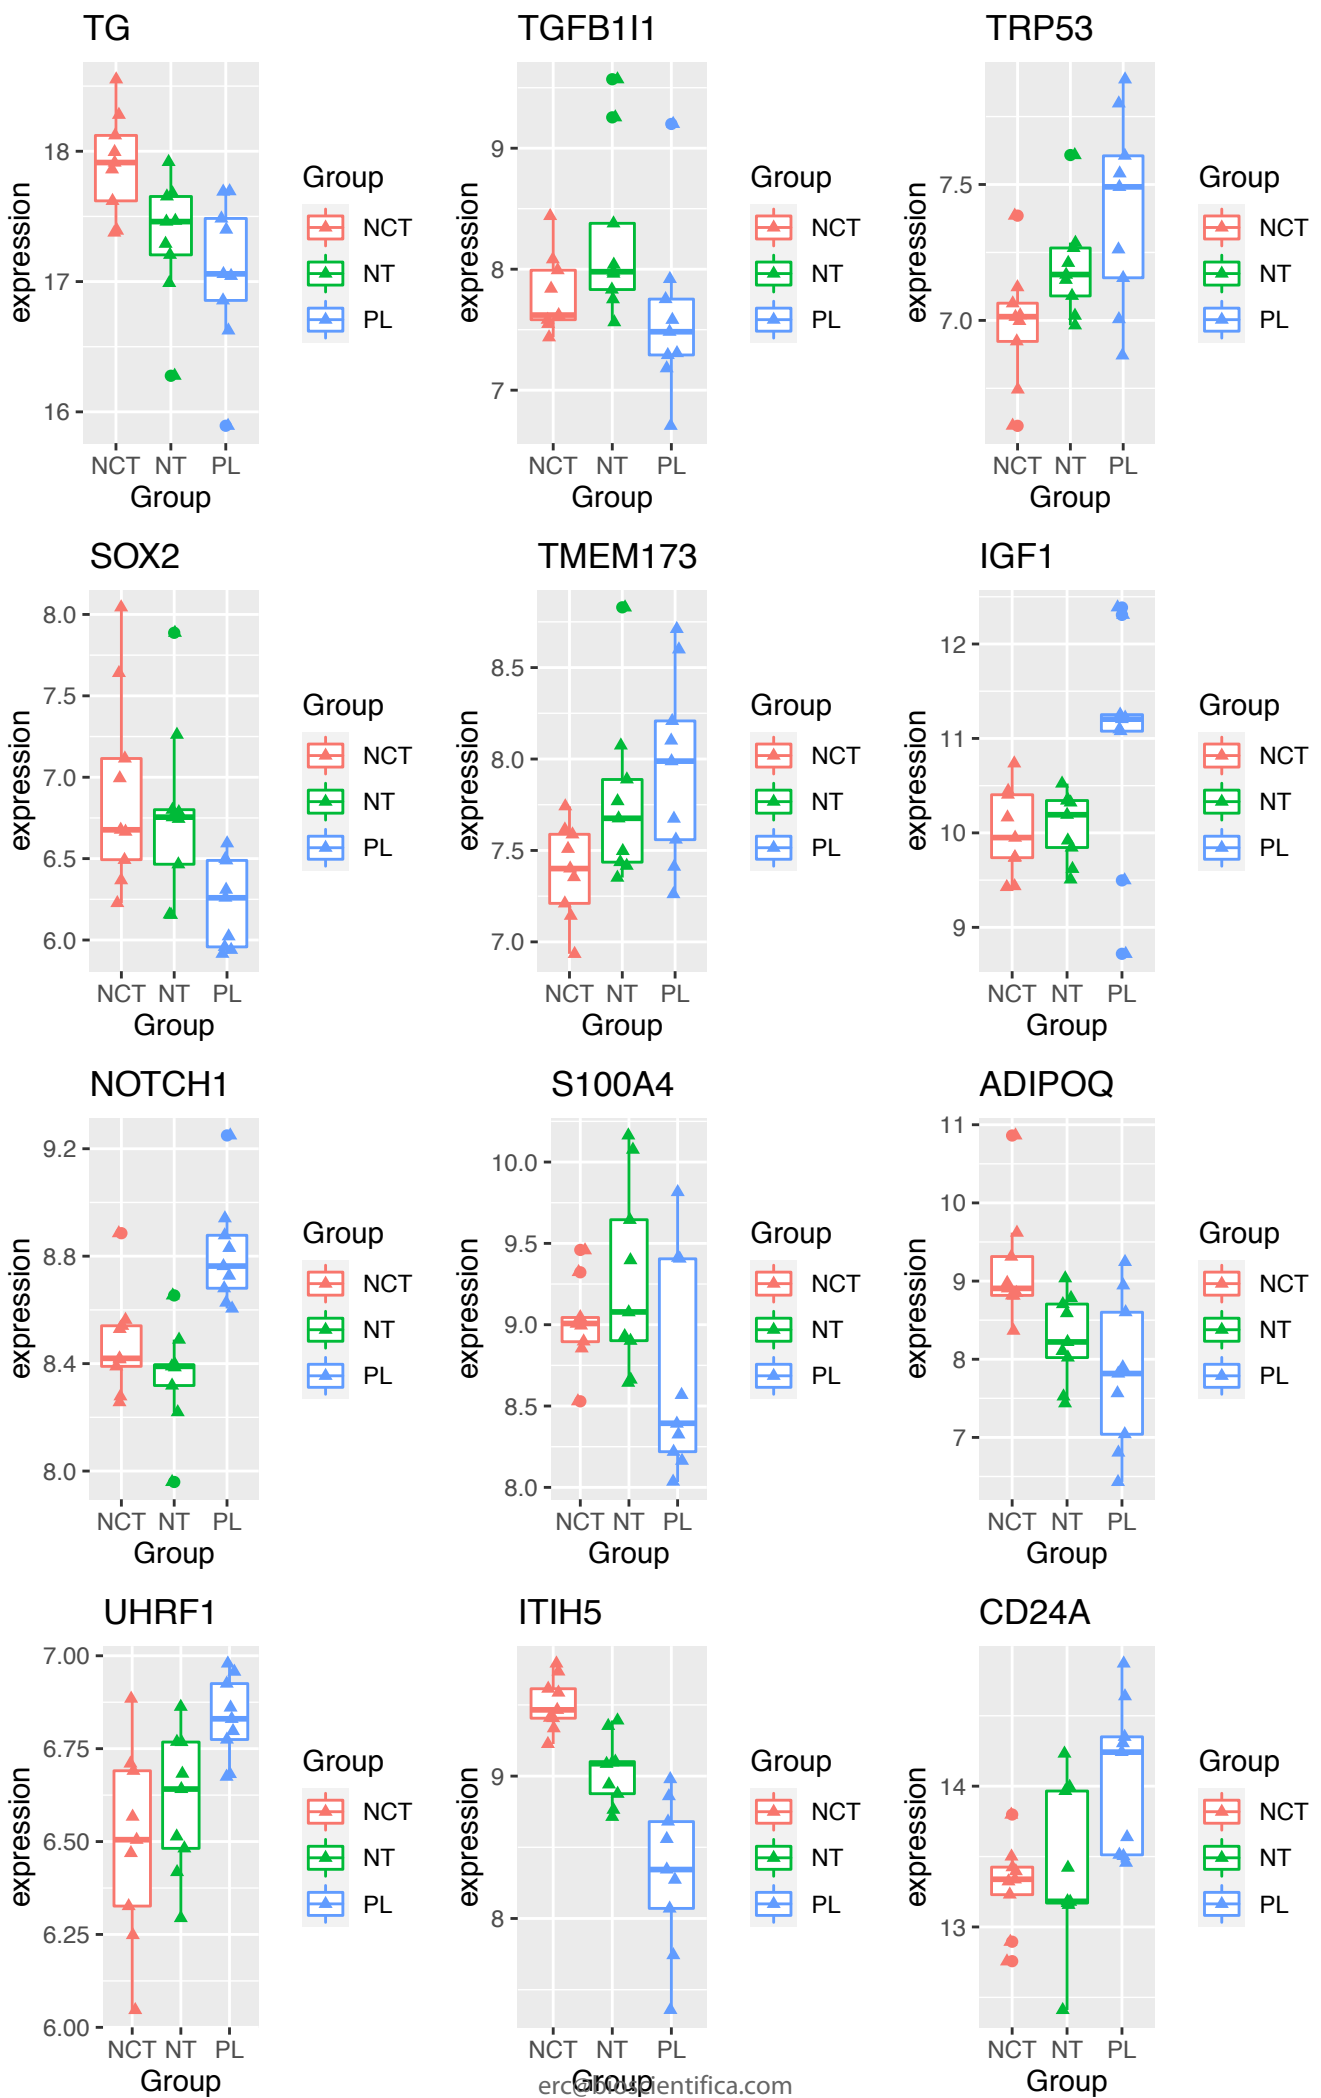 TG
18
17
16
expression
NCT NT PL
Group
Group
NCT
NT
PL
TGFB1I1
9
8
7
expression
NCT NT PL
Group
Group
NCT
NT
PL
TRP53
7.5
7.0
expression
NCT NT PL
Group
Group
NCT
NT
PL
SOX2
8.0
7.5
7.0
6.5
6.0
expression
NCT NT PL
Group
Group
NCT
NT
PL
TMEM173
8.5
8.0
7.5
7.0
expression
NCT NT PL
Group
Group
NCT
NT
PL
IGF1
12
11
10
9
expression
NCT NT PL
Group
Group
NCT
NT
PL
NOTCH1
9.2
8.8
8.4
8.0
expression
NCT NT PL
Group
Group
NCT
NT
PL
S100A4
10.0
9.5
9.0
8.5
8.0
expression
NCT NT PL
Group
Group
NCT
NT
PL
ADIPOQ
11
10
9
8
7
expression
NCT NT PL
Group
Group
NCT
NT
PL
UHRF1
7.00
6.75
6.50
6.25
6.00
expression
NCT NT PL
Group
Group
NCT
NT
PL
ITIH5
9
8
expression
NCT NT PL
Group
Group
NCT
NT
PL
CD24A
14
13
expression
NCT NT PL
Group
Group
NCT
NT
PL
erc@bioscientifica.com